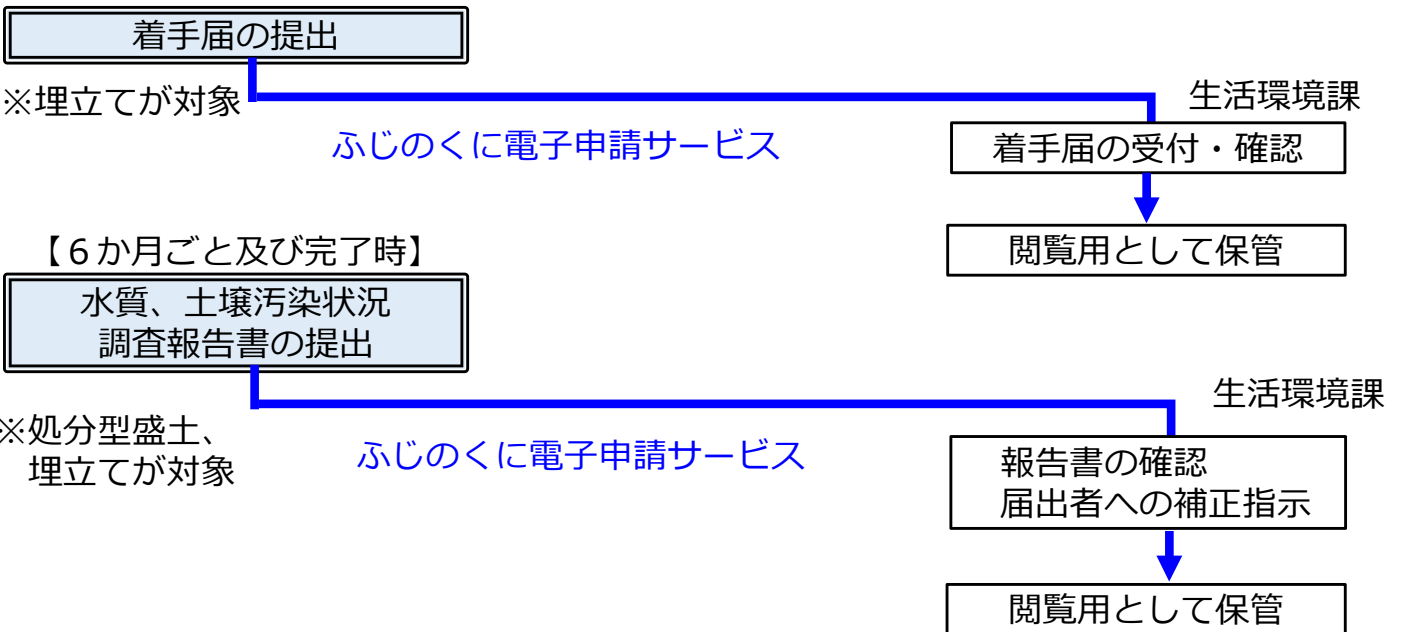 着手届の提出
※埋立てが対象
生活環境課
ふじのくに電子申請サービス
着手届の受付・確認
閲覧用として保管
【６か月ごと及び完了時】
水質、土壌汚染状況
調査報告書の提出
生活環境課
※処分型盛土、
埋立てが対象
ふじのくに電子申請サービス
報告書の確認
届出者への補正指示
閲覧用として保管